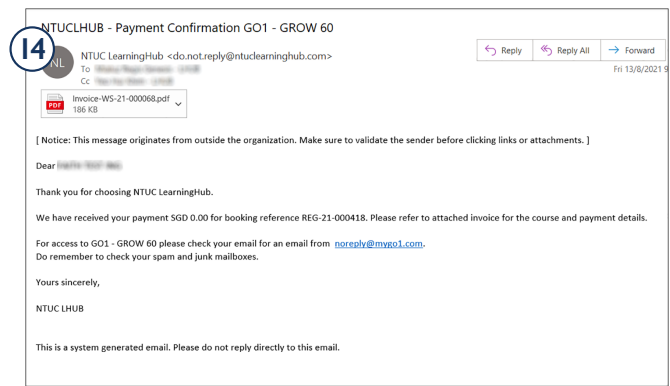 NTUCLHUB - Payment Confirmation GO1 - GROW 60
14
NL
NTUC LearningHub <do.not.reply@ntuclearninghub.com>
Reply
Reply All
Forward
To
Fri 13/8/2021 9
Cc
PDF
Invoice-WS-21-000068.pdf
186 KB
[ Notice: This message originates from outside the organization. Make sure to validate the sender before clicking links or attachments. ]
Dear
Thank you for choosing NTUC LearningHub.
We have received your payment SGD 0.00 for booking reference REG-21-000418. Please refer to attached invoice for the course and payment details.
For access to GO1 - GROW 60 please check your email for an email from noreply@mygo1.com.
Do remember to check your spam and junk mailboxes.
Yours sincerely,
NTUC LHUB
This is a system generated email. Please do not reply directly to this email.